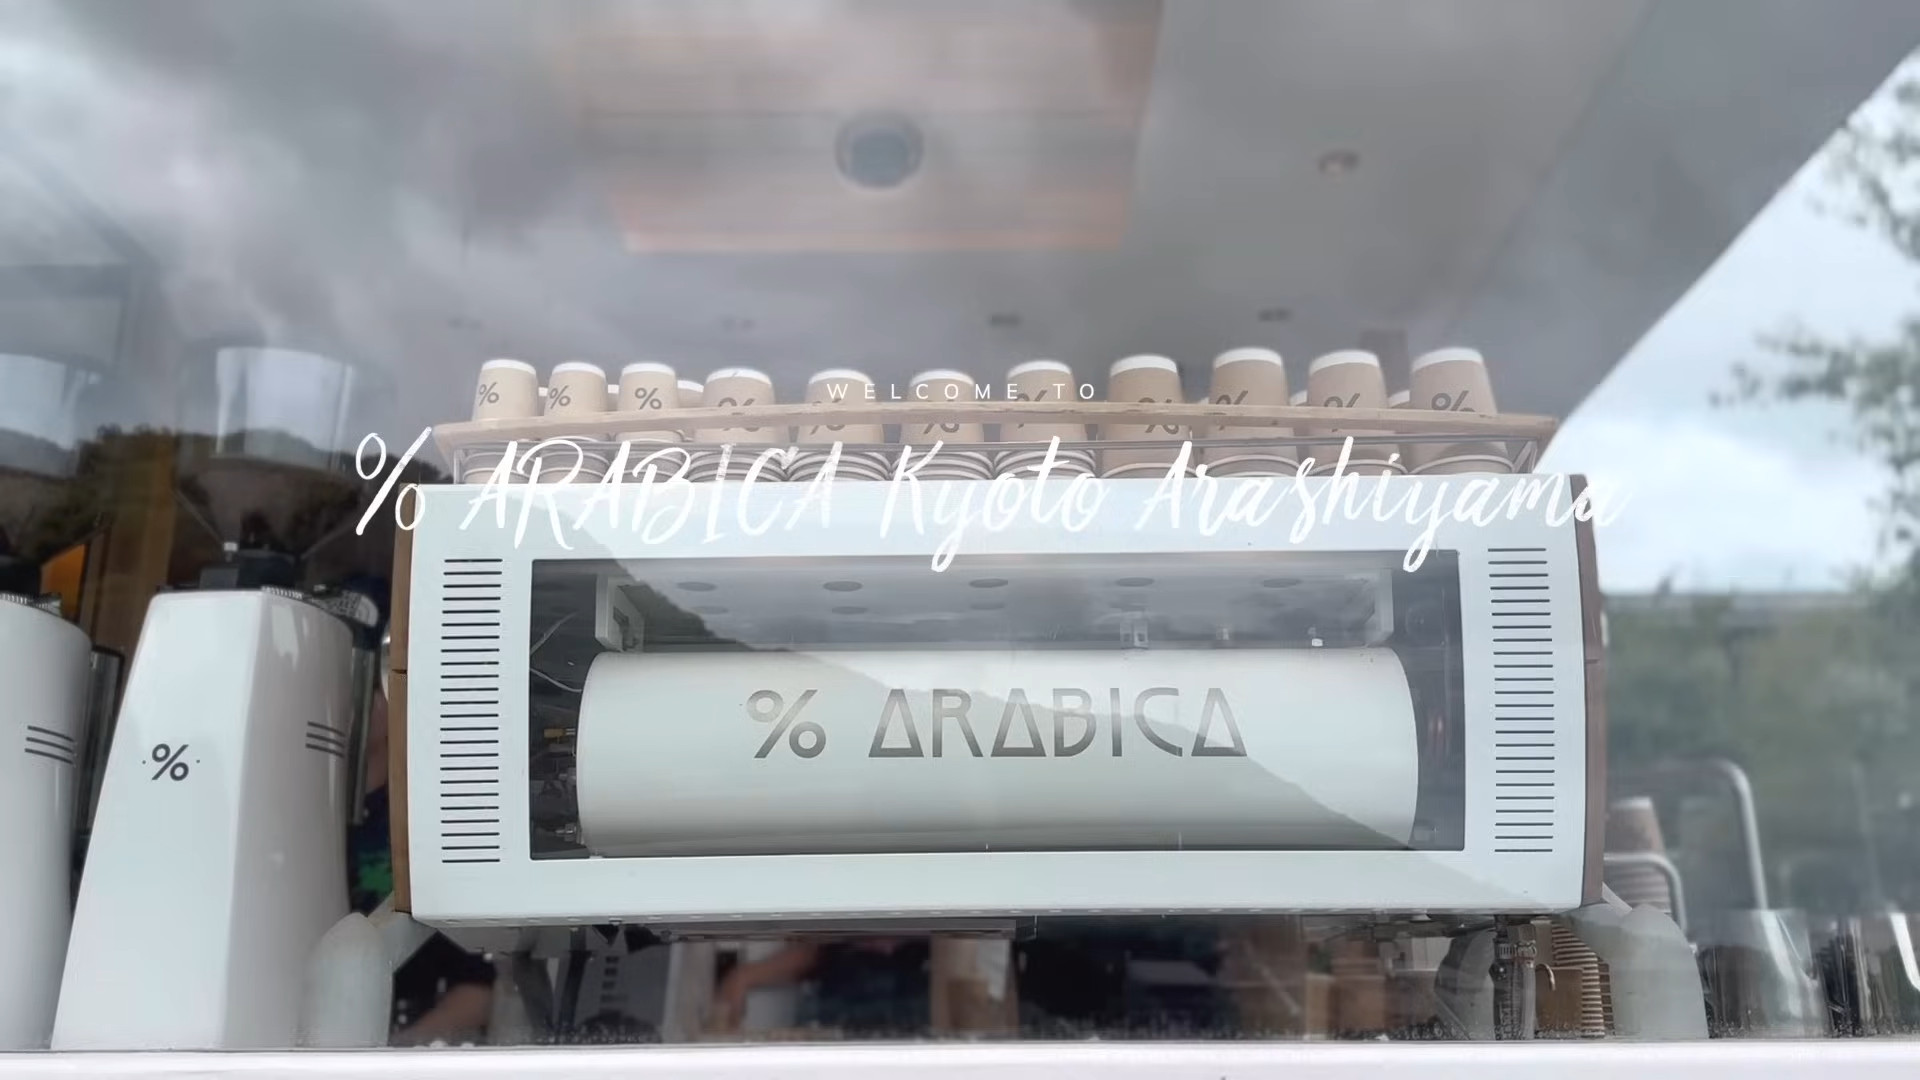 % % % % % % % % % % %
WELCOME TO
% ARABICA Kyoto Arashiyama
% ARABICA
%